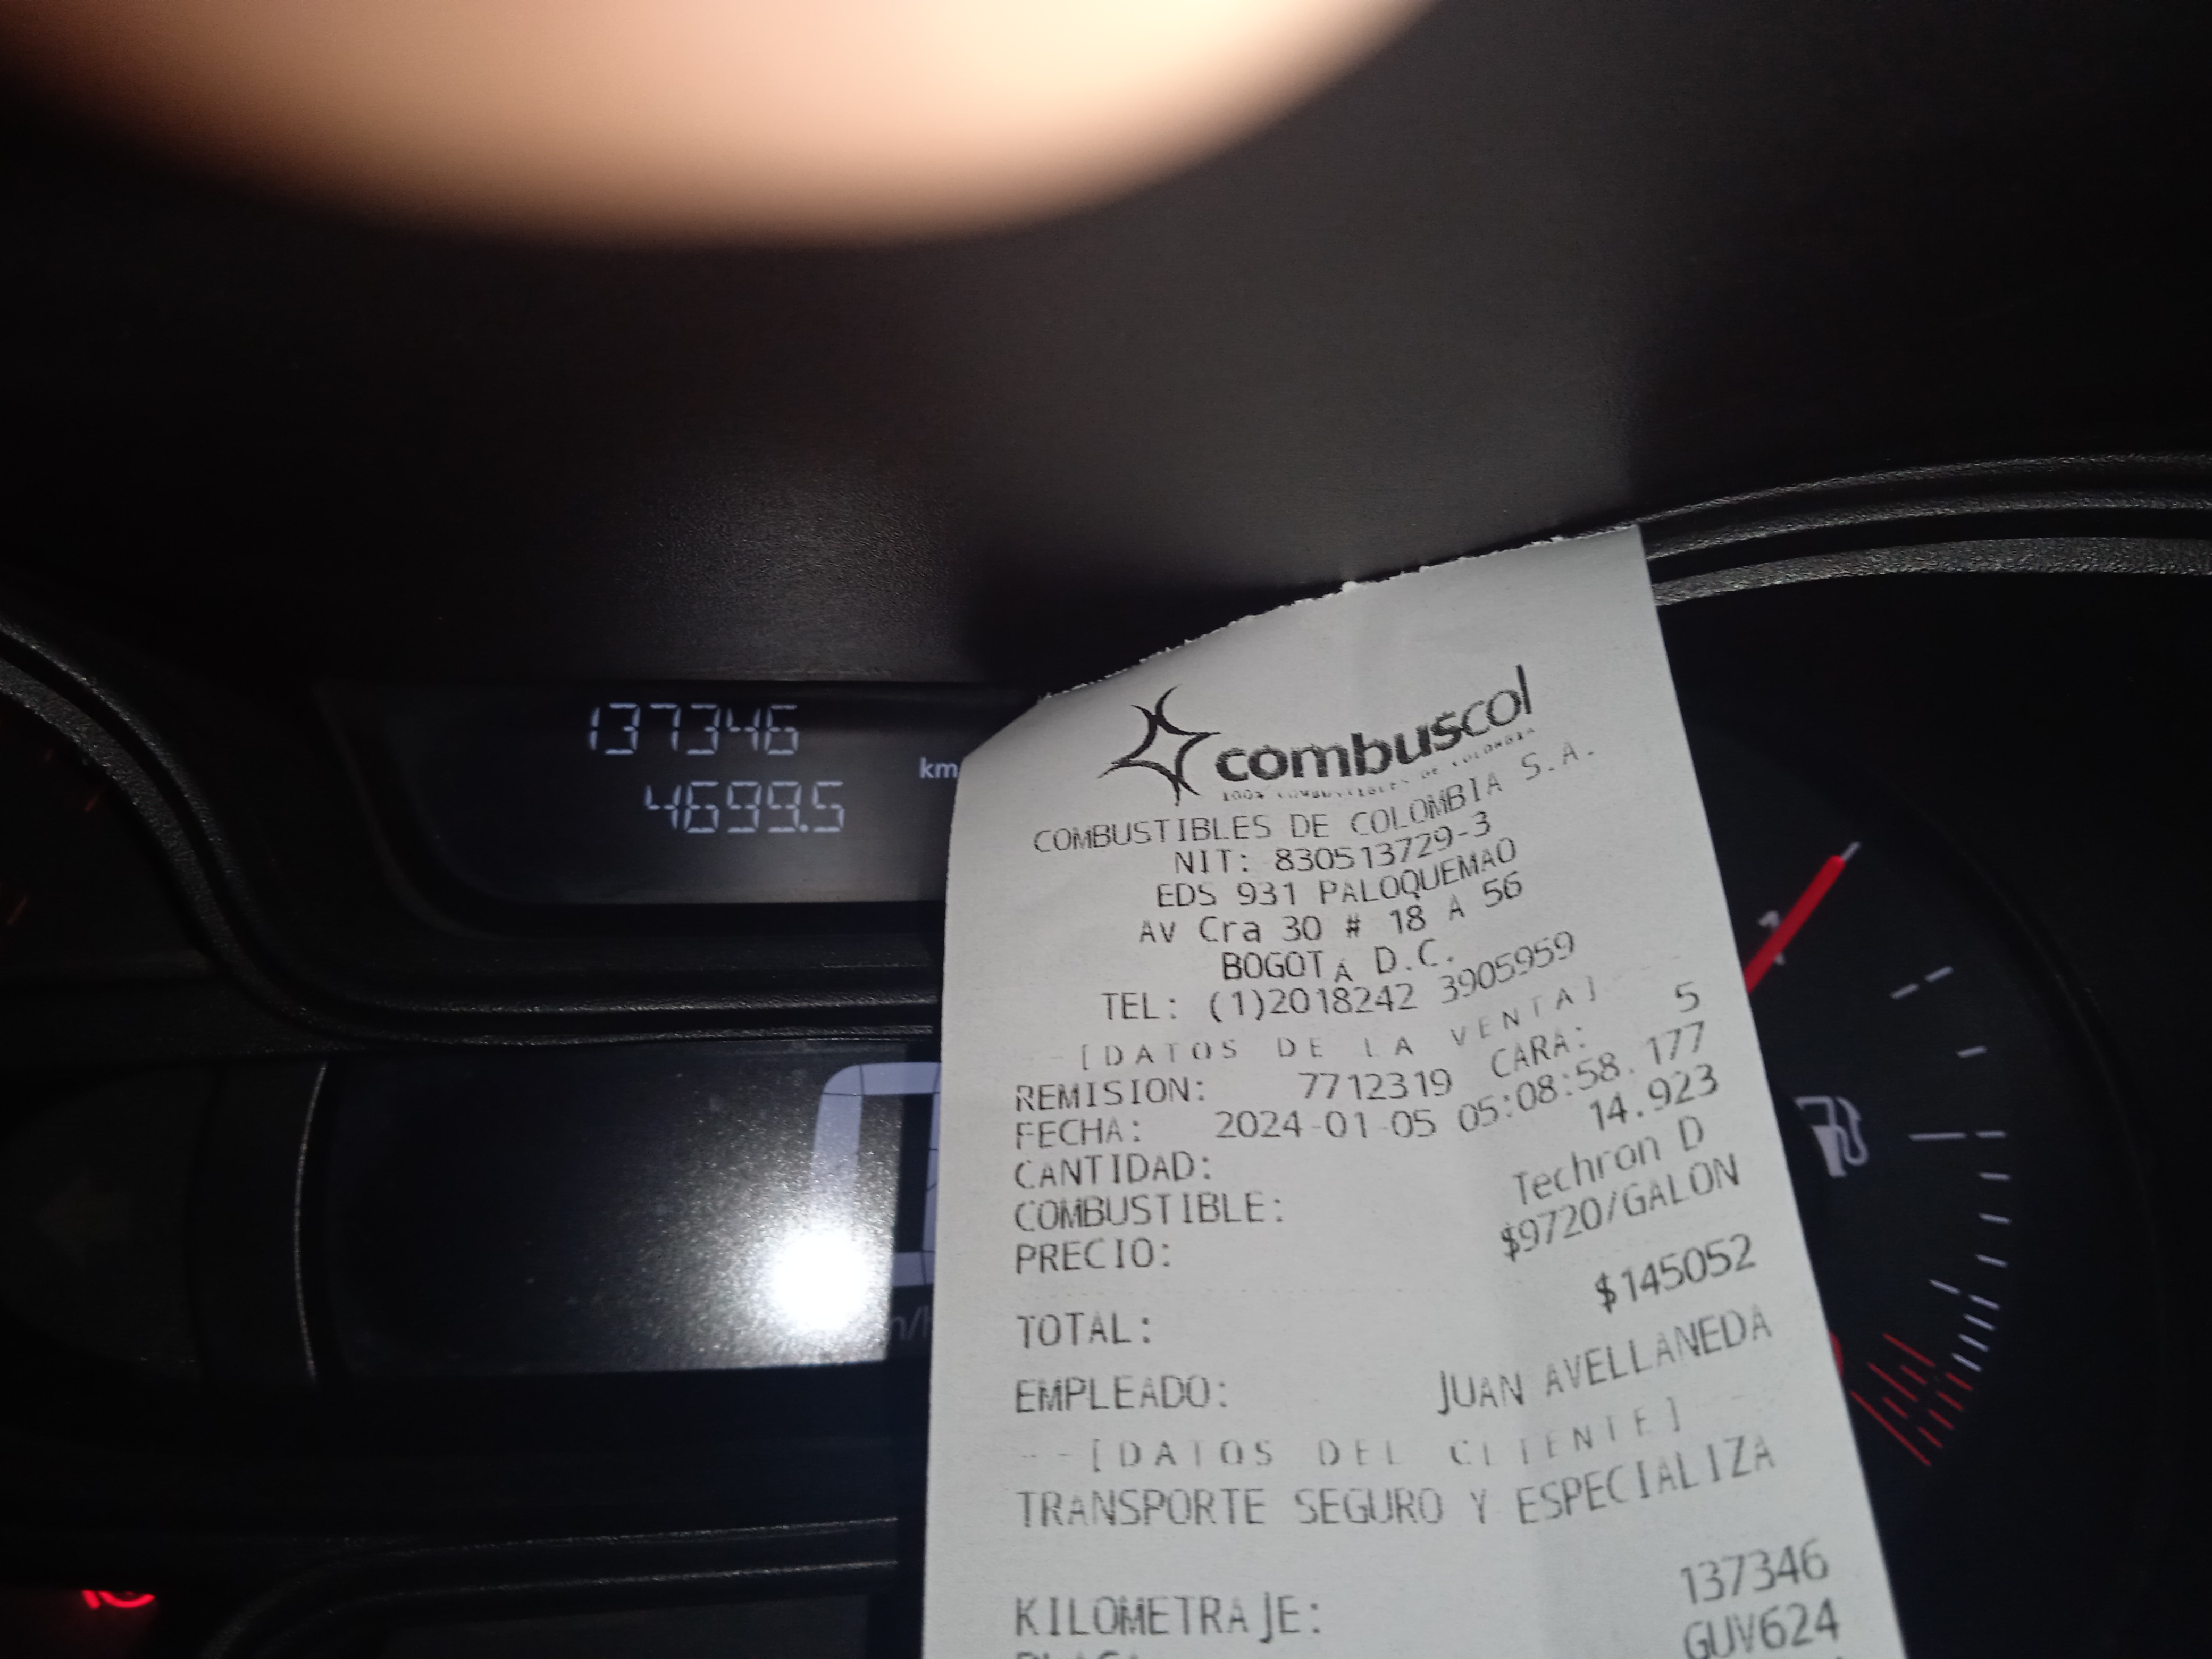 137346
km
4699.5
combuscol
COMBUSTIBLES DE COLOMBIA S.A.
NIT: 830513729-3
EDS 931 PALOQUEMAO
AV Cra 30 # 18 A 56
BOGOTÁ D.C.
TEL: (1)2018242 3905959
--[DATOS DE LA VENTA]
REMISION: 7712319 CARA: 5
FECHA: 2024-01-05 05:08:58.177
CANTIDAD: 14.923
COMBUSTIBLE: Techron D
PRECIO: $9720/GALON
TOTAL: $145052
EMPLEADO: JUAN AVELLANEDA
--[DATOS DEL CLIENTE]
TRANSPORTE SEGURO Y ESPECIALIZA
KILOMETRAJE: 137346
GUV624